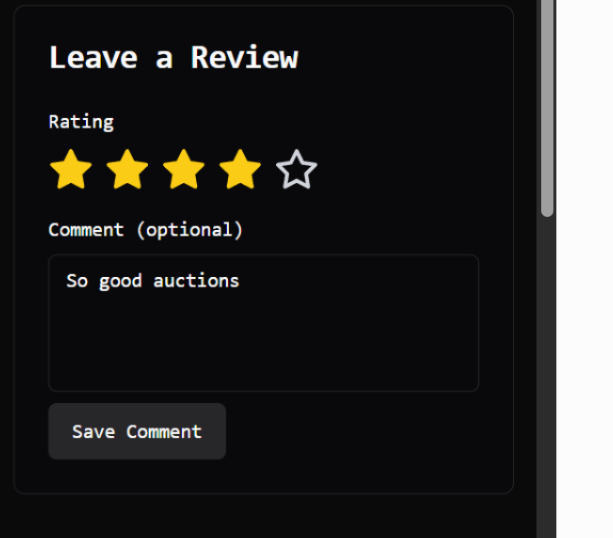 Leave a Review
Rating
Comment (optional)
So good auctions
Save Comment